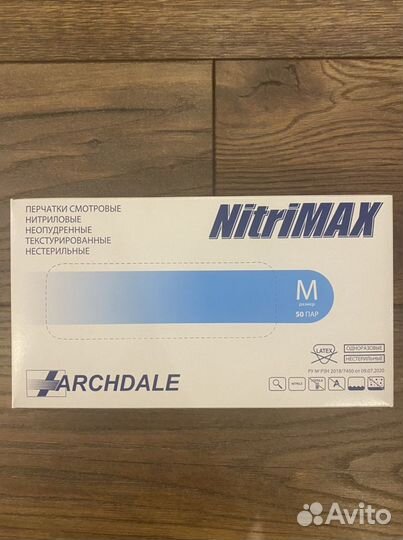 ПЕРЧАТКИ СМОТРОВЫЕ
НИТРИЛОВЫЕ
НЕОПУДРЕННЫЕ
ТЕКСТУРИРОВАННЫЕ
НЕСТЕРИЛЬНЫЕ
NitriMAX
M
размер
50 ПАР
LATEX
ОДНОРАЗОВЫЕ
НЕСТЕРИЛЬНЫЕ
РУ № РЗН 2018/7450 от 09.07.2020
ARCHDALE
NITRILE
Avito